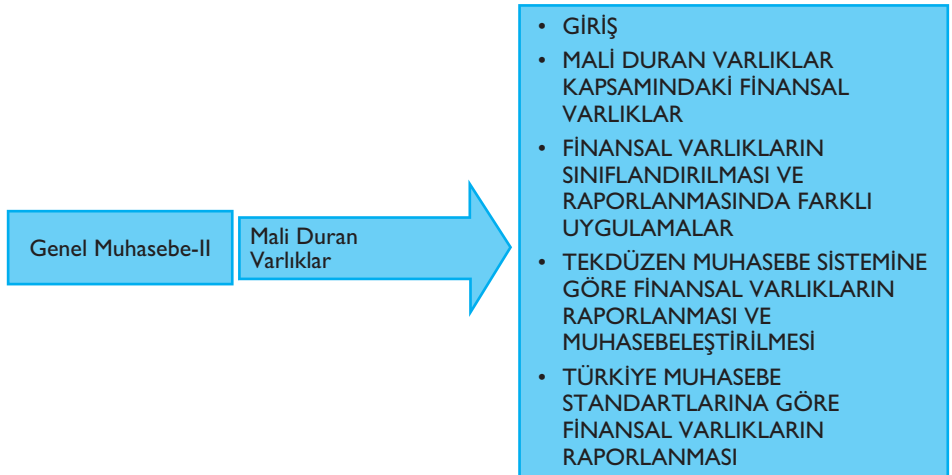 Genel Muhasebe-II
Mali Duran
Varlıklar
• GİRİŞ
• MALİ DURAN VARLIKLAR
KAPSAMINDAKİ FİNANSAL
VARLIKLAR
• FİNANSAL VARLIKLARIN
SINIFLANDIRILMASI VE
RAPORLANMASINDA FARKLI
UYGULAMALAR
• TEKDÜZEN MUHASEBE SİSTEMİNE
GÖRE FİNANSAL VARLIKLARIN
RAPORLANMASI VE
MUHASEBELEŞTİRİLMESİ
• TÜRKİYE MUHASEBE
STANDARTLARINA GÖRE
FİNANSAL VARLIKLARIN
RAPORLANMASI